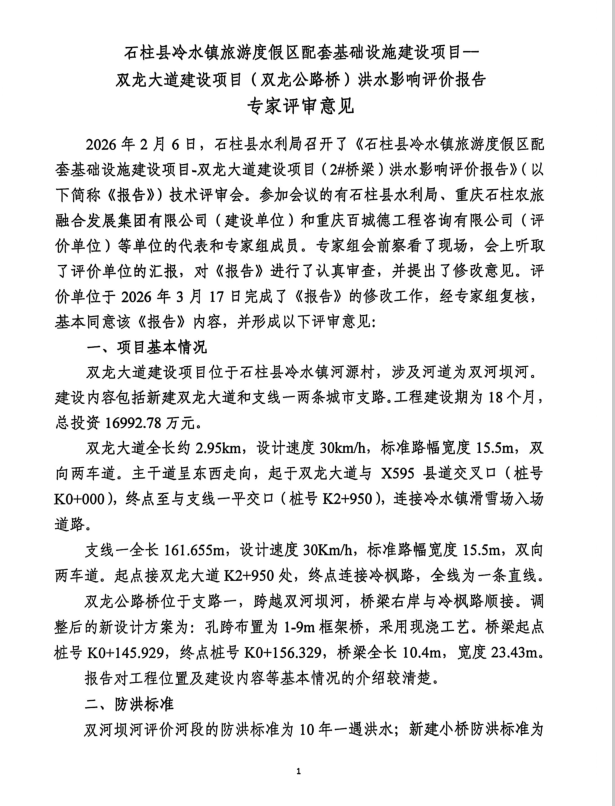 石柱县冷水镇旅游度假区配套基础设施建设项目--
双龙大道建设项目（双龙公路桥）洪水影响评价报告
专家评审意见
2026 年 2 月 6 日，石柱县水利局召开了《石柱县冷水镇旅游度假区配
套基础设施建设项目-双龙大道建设项目（2#桥梁）洪水影响评价报告》（以
下简称《报告》）技术评审会。参加会议的有石柱县水利局、重庆石柱农旅
融合发展集团有限公司（建设单位）和重庆百城德工程咨询有限公司（评
价单位）等单位的代表和专家组成员。专家组会前察看了现场，会上听取
了评价单位的汇报，对《报告》进行了认真审查，并提出了修改意见。评
价单位于 2026 年 3 月 17 日完成了《报告》的修改工作，经专家组复核，
基本同意该《报告》内容，并形成以下评审意见：
一、项目基本情况
双龙大道建设项目位于石柱县冷水镇河源村，涉及河道为双河坝河。
建设内容包括新建双龙大道和支线一两条城市支路。工程建设期为 18 个月，
总投资 16992.78 万元。
双龙大道全长约 2.95km，设计速度 30km/h，标准路幅宽度 15.5m，双
向两车道。主干道呈东西走向，起于双龙大道与 X595 县道交叉口（桩号
K0+000），终点至与支线一平交口（桩号 K2+950），连接冷水镇滑雪场入场
道路。
支线一全长 161.655m，设计速度 30Km/h，标准路幅宽度 15.5m，双向
两车道。起点接双龙大道 K2+950 处，终点连接冷枫路，全线为一条直线。
双龙公路桥位于支路一，跨越双河坝河，桥梁右岸与冷枫路顺接。调
整后的新设计方案为：孔跨布置为 1-9m 框架桥，采用现浇工艺。桥梁起点
桩号 K0+145.929，终点桩号 K0+156.329，桥梁全长 10.4m，宽度 23.43m。
报告对工程位置及建设内容等基本情况的介绍较清楚。
二、防洪标准
双河坝河评价河段的防洪标准为 10 年一遇洪水；新建小桥防洪标准为
1